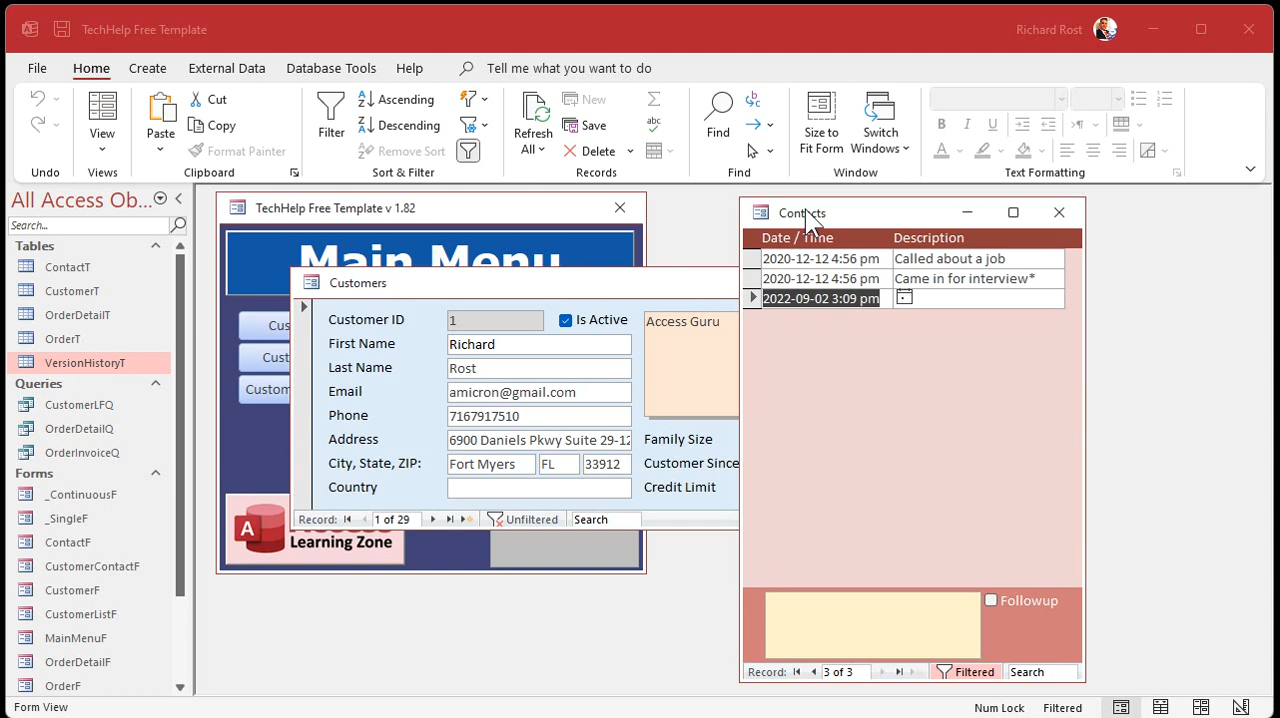 TechHelp Free Template
Richard Rost
File Home Create External Data Database Tools Help Tell me what you want to do
View
Views
Undo
Paste
Cut
Copy
Format Painter
Clipboard
Filter
Ascending
Descending
Remove Sort
Sort & Filter
Refresh
All
New
Save
Delete
Records
Find
Find
Size to
Fit Form
Switch
Windows
Window
B I U
A
Text Formatting
All Access Ob...
Search...
Tables
ContactT
CustomerT
OrderDetailT
OrderT
VersionHistoryT
Queries
CustomerLFQ
OrderDetailQ
OrderInvoiceQ
Forms
_ContinuousF
_SingleF
ContactF
CustomerContactF
CustomerF
CustomerListF
MainMenuF
OrderDetailF
OrderF
TechHelp Free Template v 1.82
Main Menu
Cus
Cust
Custom
A
Learning Zone
Customers
Customer ID 1 Is Active
First Name Richard
Last Name Rost
Email amicron@gmail.com
Phone 7167917510
Address 6900 Daniels Pkwy Suite 29-12
City, State, ZIP: Fort Myers FL 33912
Country
Access Guru
Family Size
Customer Since
Credit Limit
Record: 1 of 29 Unfiltered Search
Contacts
Date / Time Description
2020-12-12 4:56 pm Called about a job
2020-12-12 4:56 pm Came in for interview*
2022-09-02 3:09 pm
Followup
Record: 3 of 3 Filtered Search
Form View
Num Lock Filtered